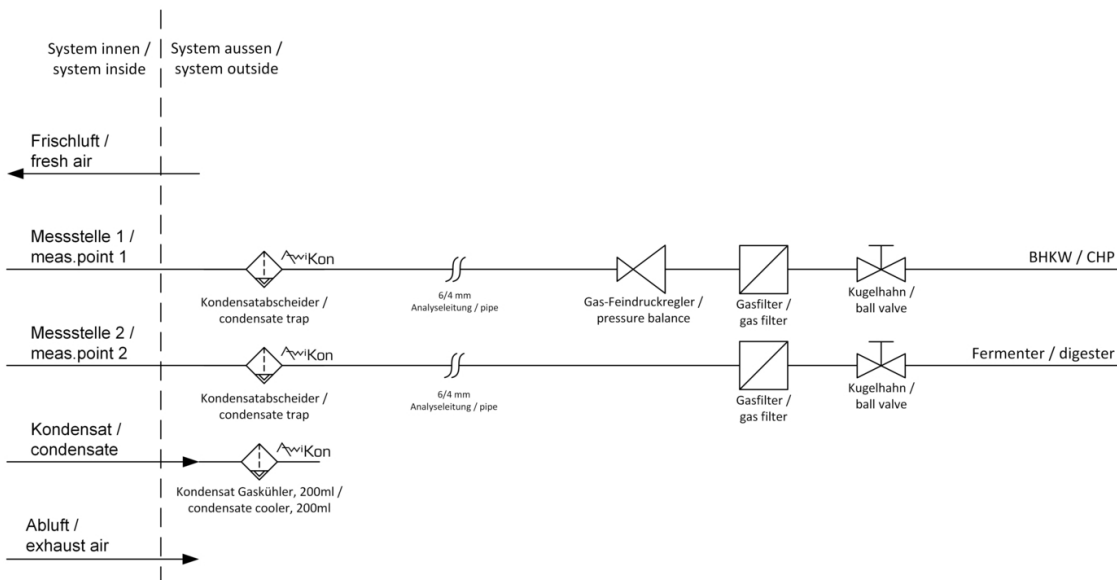 System innen /
system inside
System aussen /
system outside
Frischluft /
fresh air
Messstelle 1 /
meas.point 1
AwiKon
Kondensatabscheider /
condensate trap
6/4 mm
Analyseleitung / pipe
Gas-Feindruckregler /
pressure balance
Gasfilter /
gas filter
Kugelhahn /
ball valve
BHKW / CHP
Messstelle 2 /
meas.point 2
AwiKon
Kondensatabscheider /
condensate trap
6/4 mm
Analyseleitung / pipe
Gasfilter /
gas filter
Kugelhahn /
ball valve
Fermenter / digester
Kondensat /
condensate
AwiKon
Kondensat Gaskühler, 200ml /
condensate cooler, 200ml
Abluft /
exhaust air